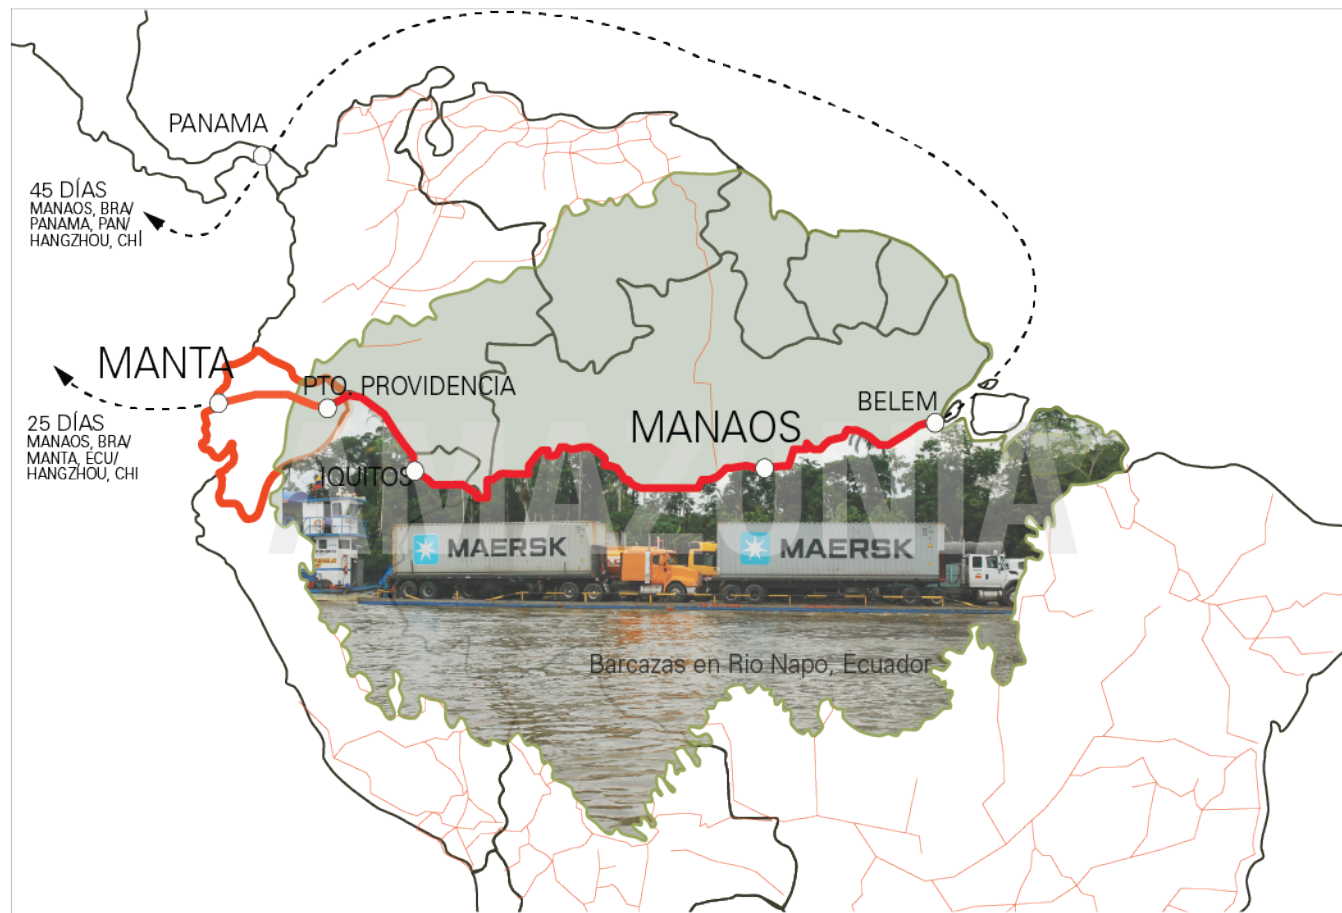 PANAMA
45 DÍAS
MANAOS, BRA/
PANAMA, PAN/
HANGZHOU, CHI
MANTA
PTO. PROVIDENCIA
25 DÍAS
MANAOS, BRA/
MANTA, ECU/
HANGZHOU, CHI
BELEM
MANAOS
IQUITOS
AMAZONIA
MAERSK
MAERSK
Barcazas en Rio Napo, Ecuador